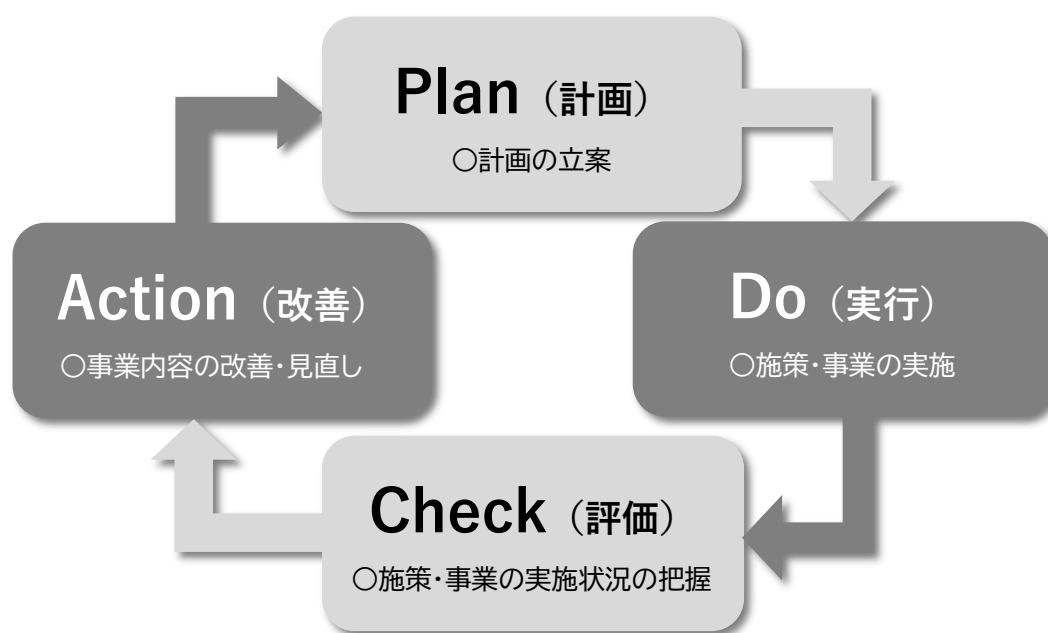 Plan（計画）
○計画の立案
Do（実行）
○施策・事業の実施
Check（評価）
○施策・事業の実施状況の把握
Action（改善）
○事業内容の改善・見直し